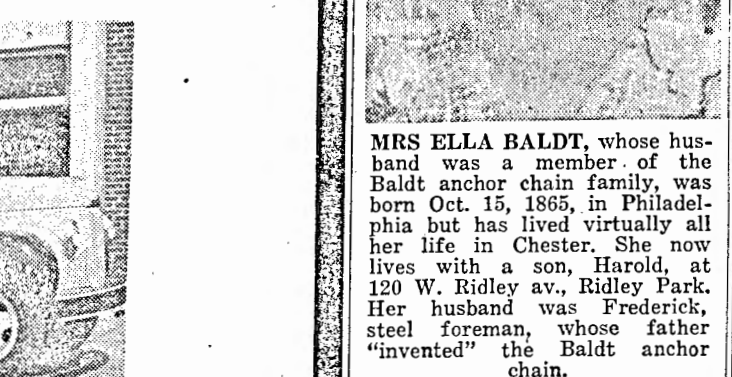 MRS ELLA BALDT, whose hus-
band was a member of the
Baldt anchor chain family, was
born Oct. 15, 1865, in Philadel-
phia but has lived virtually all
her life in Chester. She now
lives with a son, Harold, at
120 W. Ridley av., Ridley Park.
Her husband was Frederick,
steel foreman, whose father
“invented” the Baldt anchor
chain.